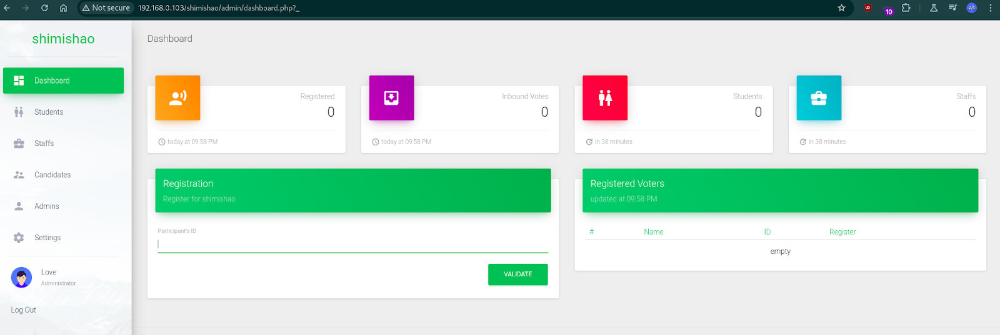 Not secure 192.168.0.103/shimishao/admin/dashboard.php?_
10
shimishao
Dashboard
Students
Staffs
Candidates
Admins
Settings
Love
Administrator
Log Out
Dashboard
Registered
0
today at 09:58 PM
Inbound Votes
0
today at 09:58 PM
Students
0
in 38 minutes
Staffs
0
in 38 minutes
Registration
Register for shimishao
Participant's ID
VALIDATE
Registered Voters
updated at 09:58 PM
# Name ID Register
empty